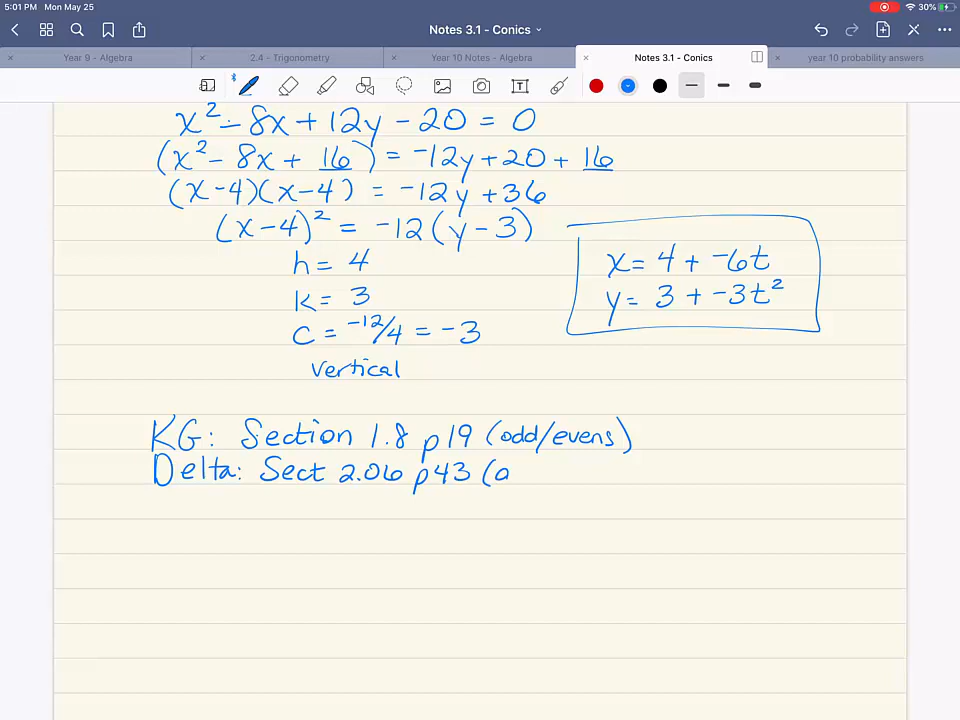 5:01 PM Mon May 25
30%
Notes 3.1 - Conics
Year 9 - Algebra
2.4 - Trigonometry
Year 10 Notes - Algebra
Notes 3.1 - Conics
year 10 probability answers
x² - 8x + 12y - 20 = 0
(x² - 8x + 16) = -12y + 20 + 16
(x - 4)(x - 4) = -12y + 36
(x - 4)² = -12(y - 3)
h = 4
k = 3
c = -12/4 = -3
vertical
x = 4 + -6t
y = 3 + -3t²
KG: Section 1.8 p19 (odd/evens)
Delta: Sect 2.06 p43 (o